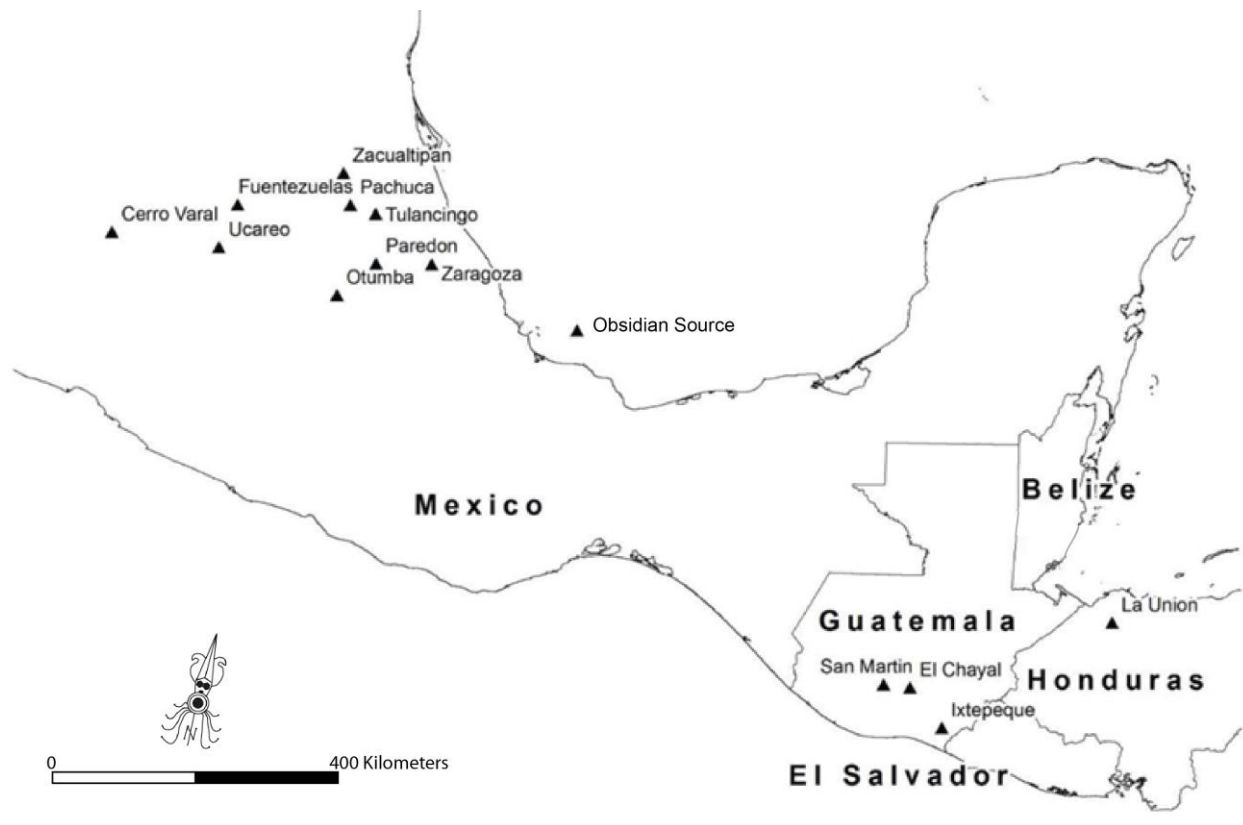 Zacualtipan
Fuentezuelas
Pachuca
Cerro Varal
Tulancingo
Ucareo
Paredon
Otumba
Zaragoza
Obsidian Source
Mexico
Belize
La Union
Guatemala
San Martin
El Chayal
Honduras
Ixtepeque
N
0
400 Kilometers
El Salvador